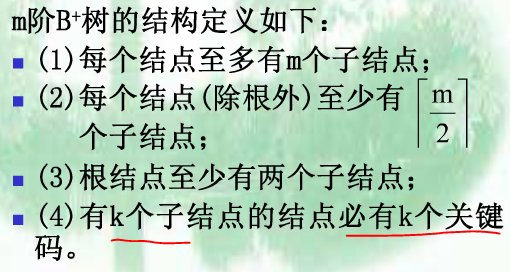 m阶B+树的结构定义如下：
(1)每个结点至多有m个子结点；
(2)每个结点(除根外)至少有⌈m/2⌉
个子结点；
(3)根结点至少有两个子结点；
(4)有k个子结点的结点必有k个关键
码。